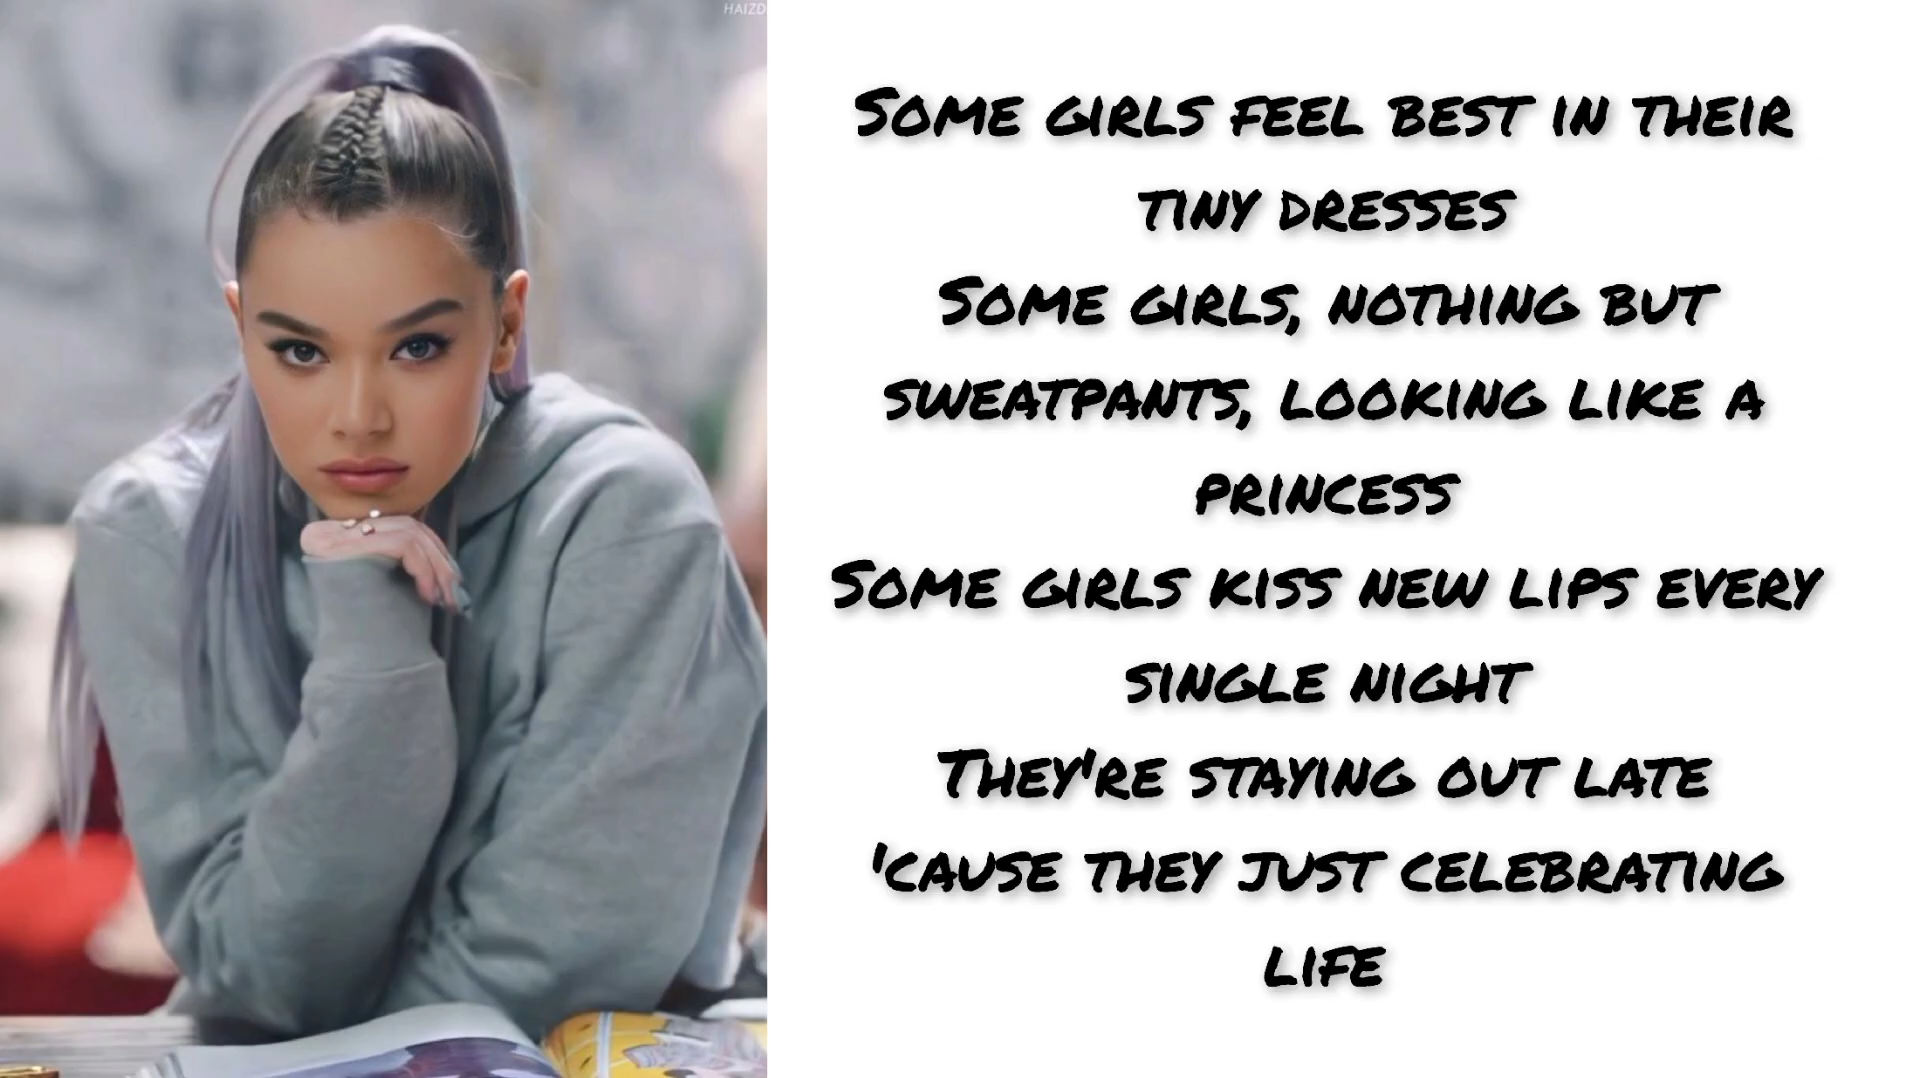 HAIZD
Some girls feel best in their
tiny dresses
Some girls, nothing but
sweatpants, looking like a
princess
Some girls kiss new lips every
single night
They're staying out late
'cause they just celebrating
life